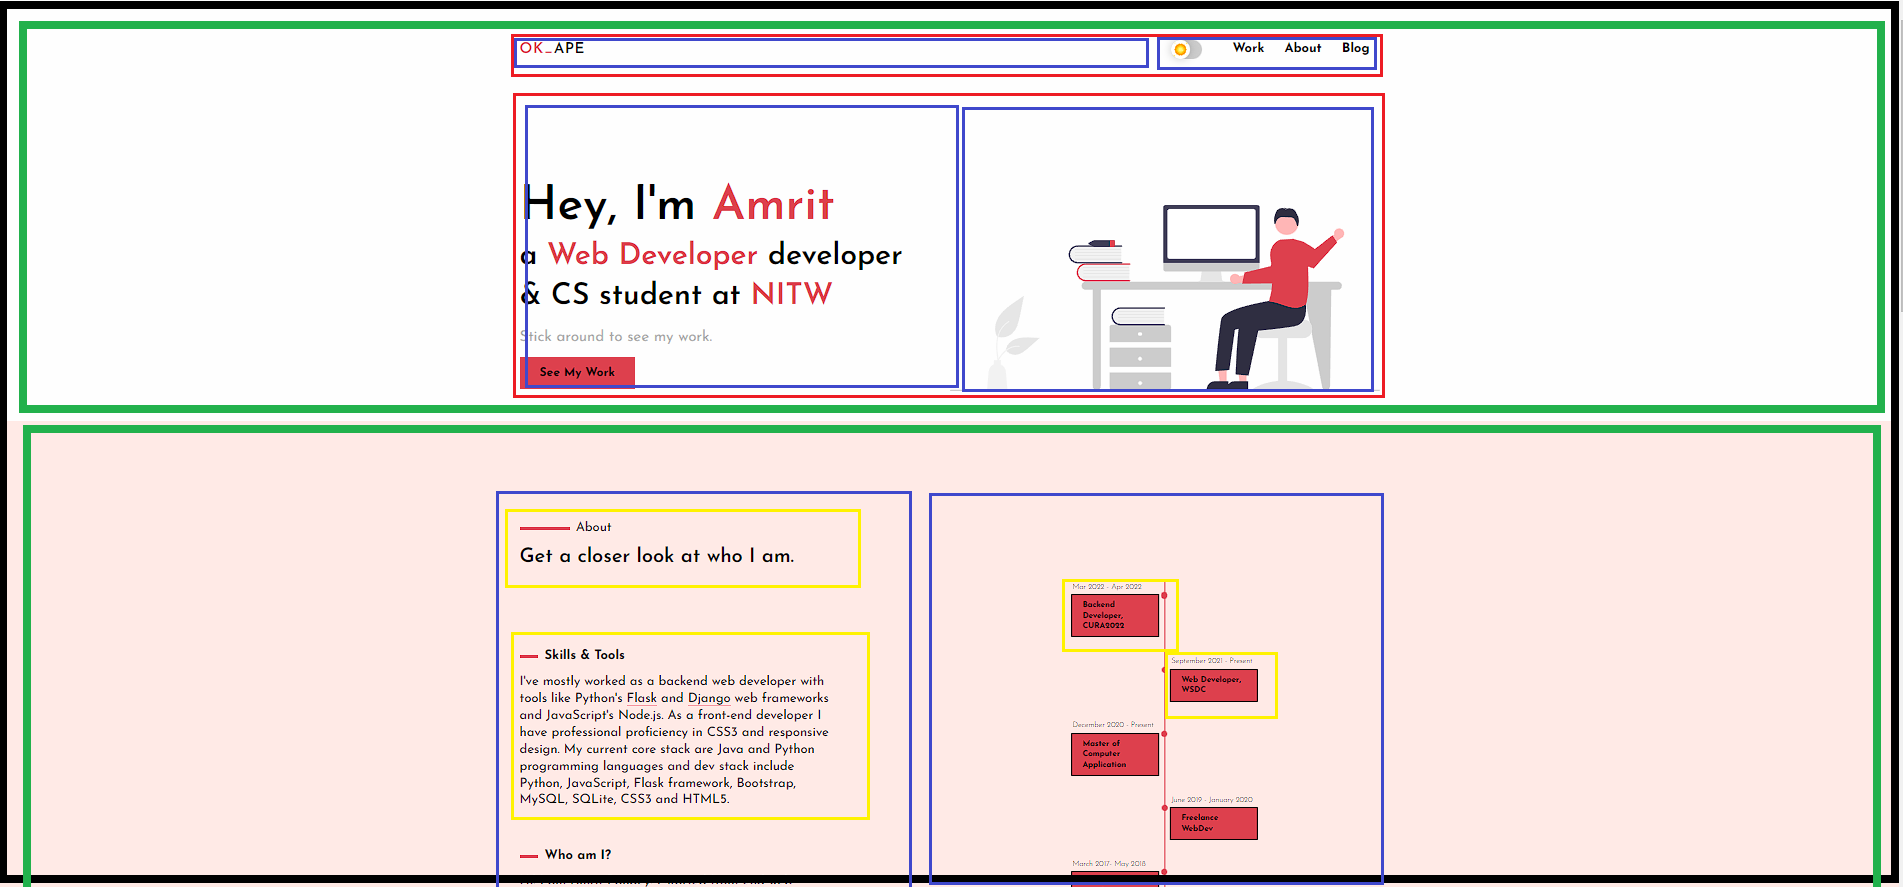 OK_APE
Work About Blog
Hey, I'm Amrit
a Web Developer developer
& CS student at NITW
Stick around to see my work.
See My Work
About
Get a closer look at who I am.
Skills & Tools
I've mostly worked as a backend web developer with
tools like Python's Flask and Django web frameworks
and JavaScript's Node.js. As a front-end developer I
have professional proficiency in CSS3 and responsive
design. My current core stack are Java and Python
programming languages and dev stack include
Python, JavaScript, Flask framework, Bootstrap,
MySQL, SQLite, CSS3 and HTML5.
Who am I?
Mar 2022 - Apr 2022
Backend
Developer,
CURA2022
September 2021 - Present
Web Developer,
WSDC
December 2020 - Present
Master of
Computer
Application
June 2019 - January 2020
Freelance
WebDev
March 2017- May 2018